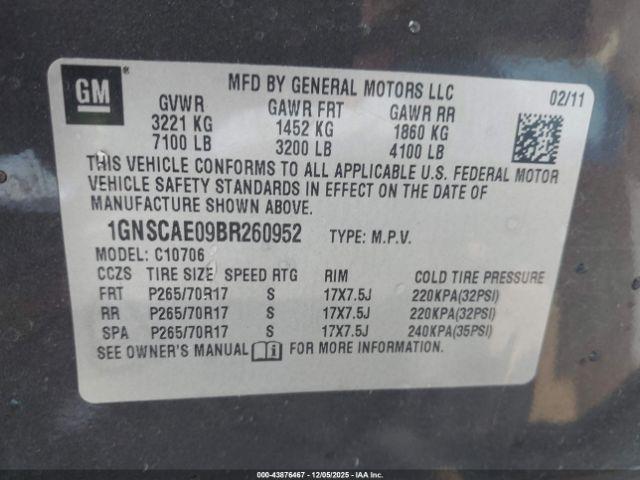 GM ®
MFD BY GENERAL MOTORS LLC
02/11
GVWR GAWR FRT GAWR RR
3221 KG 1452 KG 1860 KG
7100 LB 3200 LB 4100 LB
THIS VEHICLE CONFORMS TO ALL APPLICABLE U.S. FEDERAL MOTOR
VEHICLE SAFETY STANDARDS IN EFFECT ON THE DATE OF
MANUFACTURE SHOWN ABOVE.
1GNSCAE09BR260952 TYPE: M.P.V.
MODEL: C10706
CCZS TIRE SIZE SPEED RTG RIM COLD TIRE PRESSURE
FRT P265/70R17 S 17X7.5J 220KPA(32PSI)
RR P265/70R17 S 17X7.5J 220KPA(32PSI)
SPA P265/70R17 S 17X7.5J 240KPA(35PSI)
SEE OWNER'S MANUAL i FOR MORE INFORMATION.
© - 43876467 - 12/05/2025 - IAAI.com